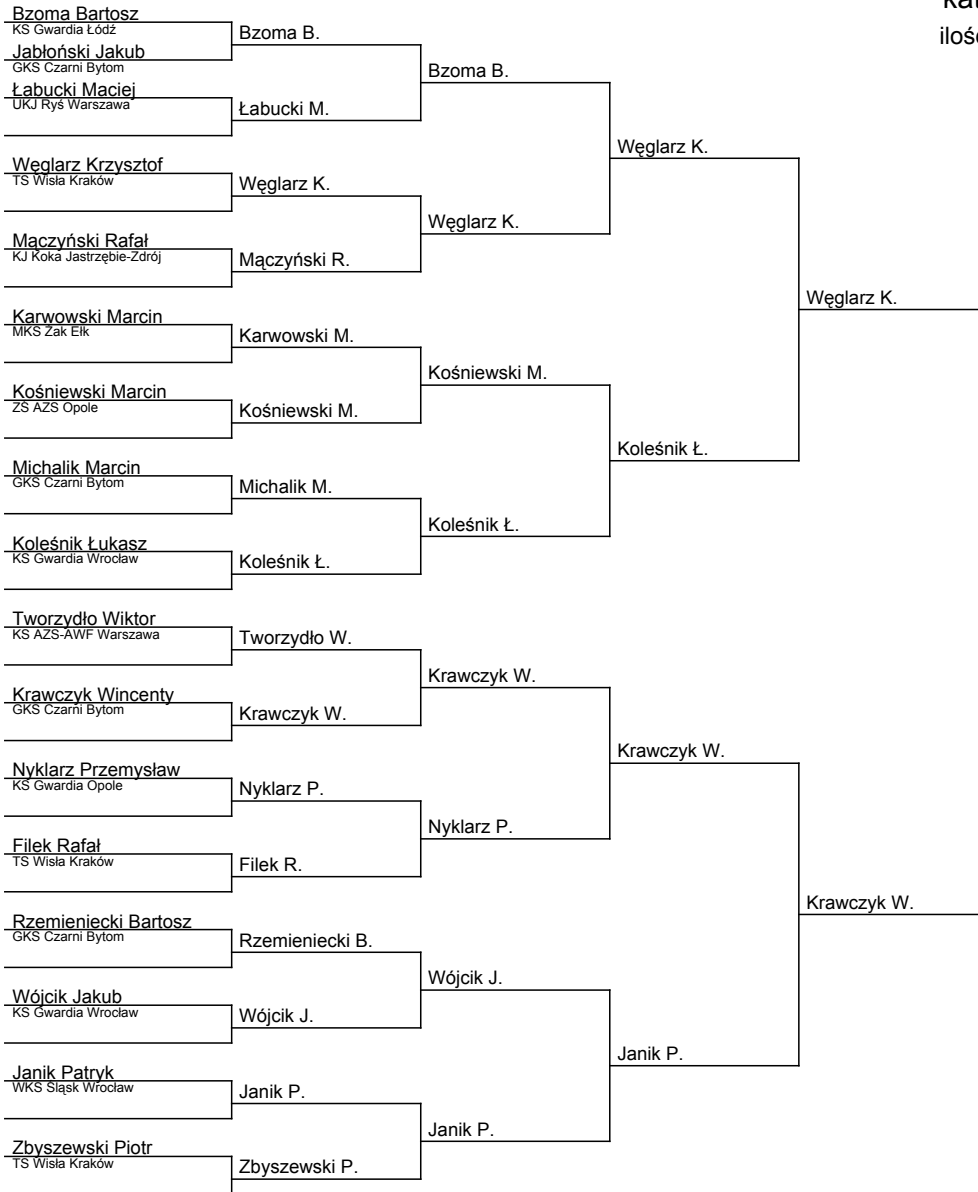 Bzoma Bartosz
KS Gwardia Łódź
Jabłoński Jakub
GKS Czarni Bytom
Łabucki Maciej
UKJ Ryś Warszawa
Węglarz Krzysztof
TS Wisła Kraków
Mączyński Rafał
KJ Koka Jastrzębie-Zdrój
Karwowski Marcin
MKS Żak Ełk
Kośniewski Marcin
ZS AZS Opole
Michalik Marcin
GKS Czarni Bytom
Koleśnik Łukasz
KS Gwardia Wrocław
Tworzydło Wiktor
KS AZS-AWF Warszawa
Krawczyk Wincenty
GKS Czarni Bytom
Nyklarz Przemysław
KS Gwardia Opole
Filek Rafał
TS Wisła Kraków
Rzemieniecki Bartosz
GKS Czarni Bytom
Wójcik Jakub
KS Gwardia Wrocław
Janik Patryk
WKS Śląsk Wrocław
Zbyszewski Piotr
TS Wisła Kraków
Bzoma B.
Łabucki M.
Węglarz K.
Mączyński R.
Karwowski M.
Kośniewski M.
Michalik M.
Koleśnik Ł.
Tworzydło W.
Krawczyk W.
Nyklarz P.
Filek R.
Rzemieniecki B.
Wójcik J.
Janik P.
Zbyszewski P.
Bzoma B.
Węglarz K.
Kośniewski M.
Koleśnik Ł.
Krawczyk W.
Nyklarz P.
Wójcik J.
Janik P.
Węglarz K.
Koleśnik Ł.
Krawczyk W.
Janik P.
Węglarz K.
Krawczyk W.